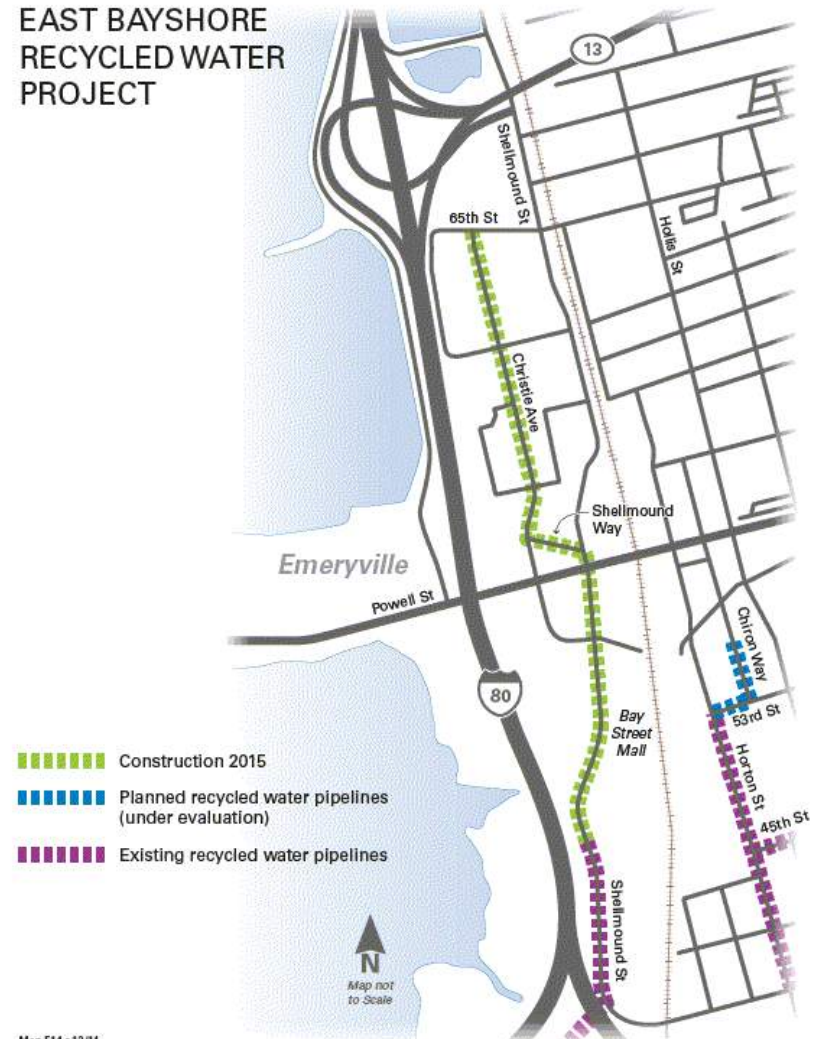 EAST BAYSHORE
RECYCLED WATER
PROJECT
13
Shellmound St
65th St
Hollis St
Christie Ave
Shellmound
Way
Emeryville
Powell St
Chiron Way
80
Bay
Street
Mall
53rd St
Horton St
Construction 2015
Planned recycled water pipelines
(under evaluation)
45th St
Existing recycled water pipelines
Shellmound St
N
Map not
to Scale